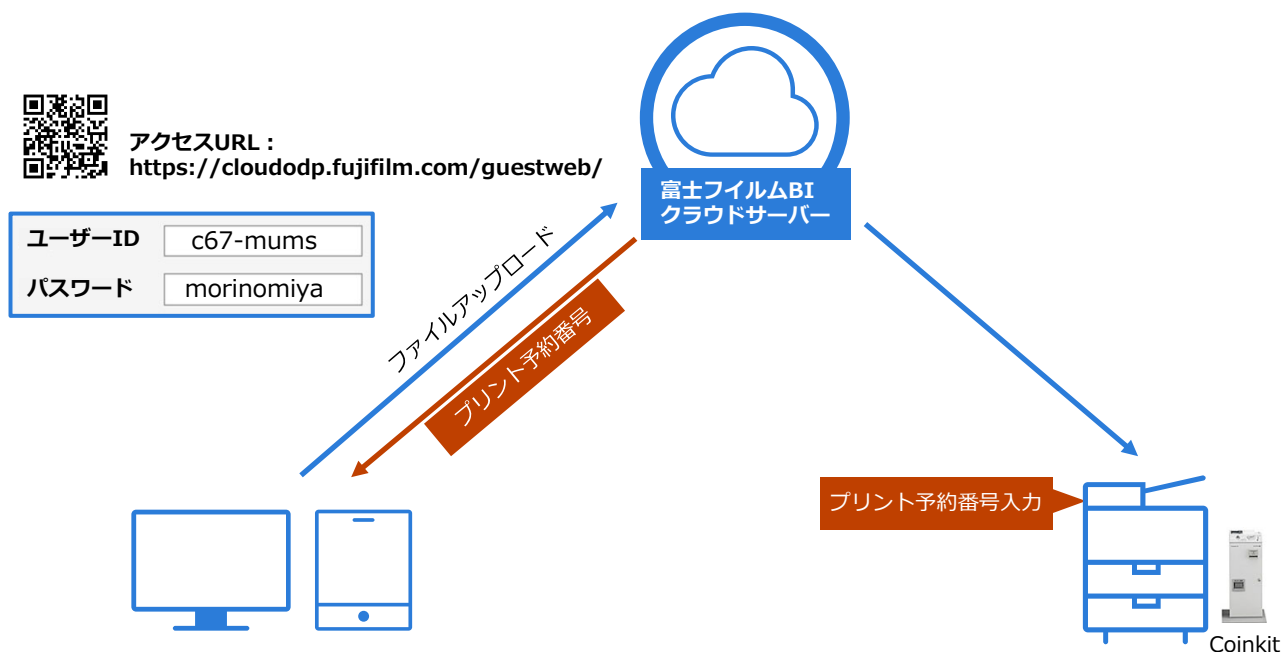 アクセスURL：
https://cloudodp.fujifilm.com/guestweb/
ユーザーID
c67-mums
パスワード
morinomiya
富士フイルムBI
クラウドサーバー
ファイルアップロード
プリント予約番号
プリント予約番号入力
Coinkit